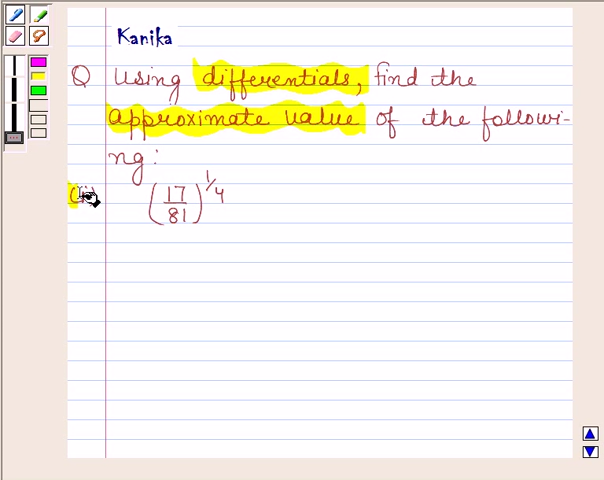 Kanika
Q Using differentials, find the
approximate value of the followi-
ng:
(17/81)^1/4